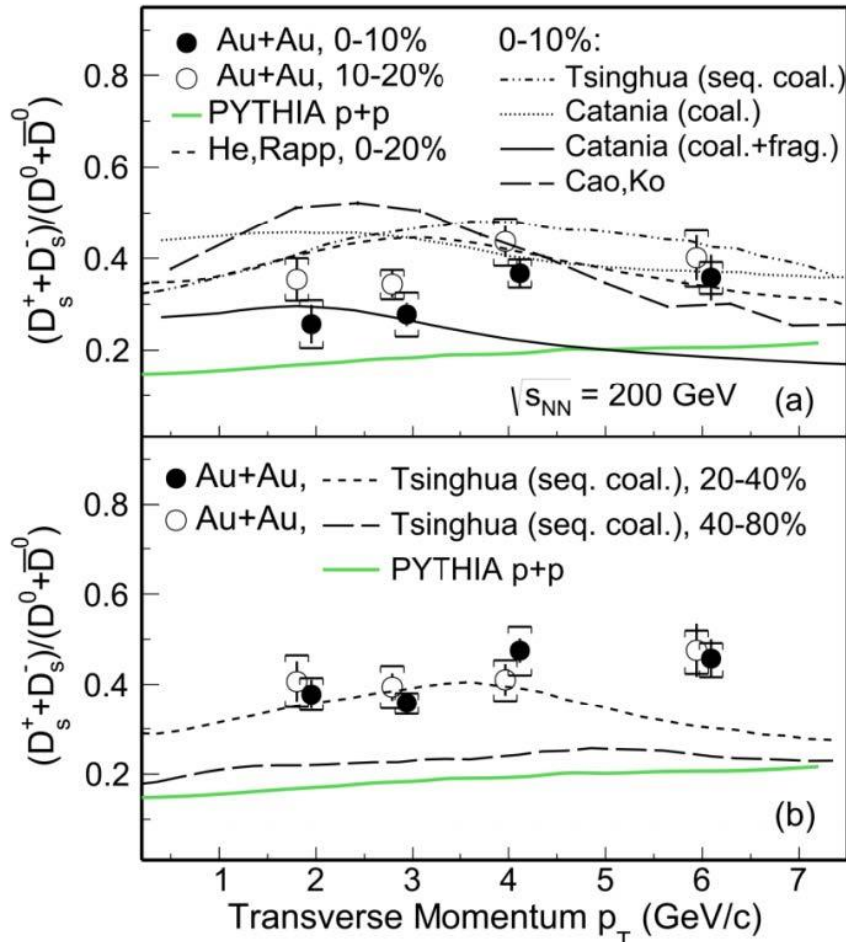 Au+Au, 0-10%
Au+Au, 10-20%
PYTHIA p+p
He,Rapp, 0-20%
0-10%:
Tsinghua (seq. coal.)
Catania (coal.)
Catania (coal.+frag.)
Cao,Ko
(D_s^+ + D_s^-)/(D^0 + D̅^0)
0.8
0.6
0.4
0.2
√s_NN = 200 GeV
(a)
Au+Au,
Tsinghua (seq. coal.), 20-40%
Au+Au,
Tsinghua (seq. coal.), 40-80%
PYTHIA p+p
(D_s^+ + D_s^-)/(D^0 + D̅^0)
0.8
0.6
0.4
0.2
(b)
1 2 3 4 5 6 7
Transverse Momentum p_T (GeV/c)